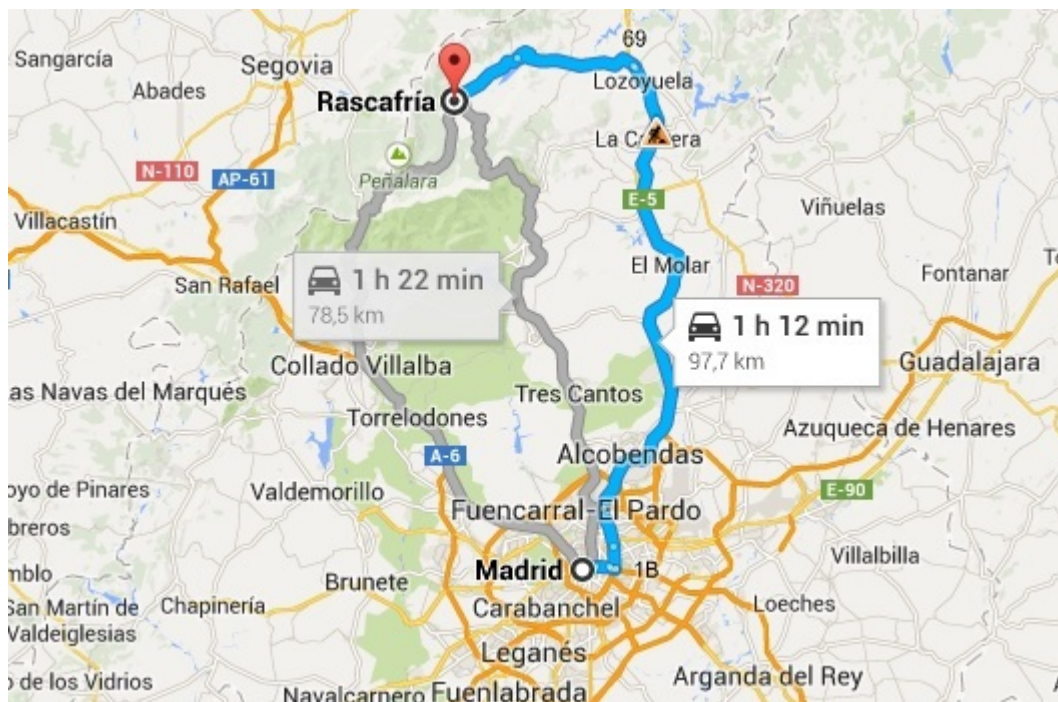 69
Sangarcía
Segovia
Abades
Lozoyuela
Rascafría
N-110
AP-61
Peñalara
E-5
Villacastín
Viñuelas
El Molar
Fontanar
San Rafael
1 h 22 min
78,5 km
N-320
1 h 12 min
97,7 km
Collado Villalba
Guadalajara
as Navas del Marqués
Tres Cantos
Torrelodones
Azuqueca de Henares
A-6
Alcobendas
oyo de Pinares
Valdemorillo
E-90
Fuencarral-El Pardo
breros
Villalbilla
Madrid
1B
mblo
Brunete
San Martín de
Valdeiglesias
Chapinería
Carabanchel
Loeches
Leganés
o de los Vidrios
Arganda del Rey
Navalcarnero
Fuenlabrada